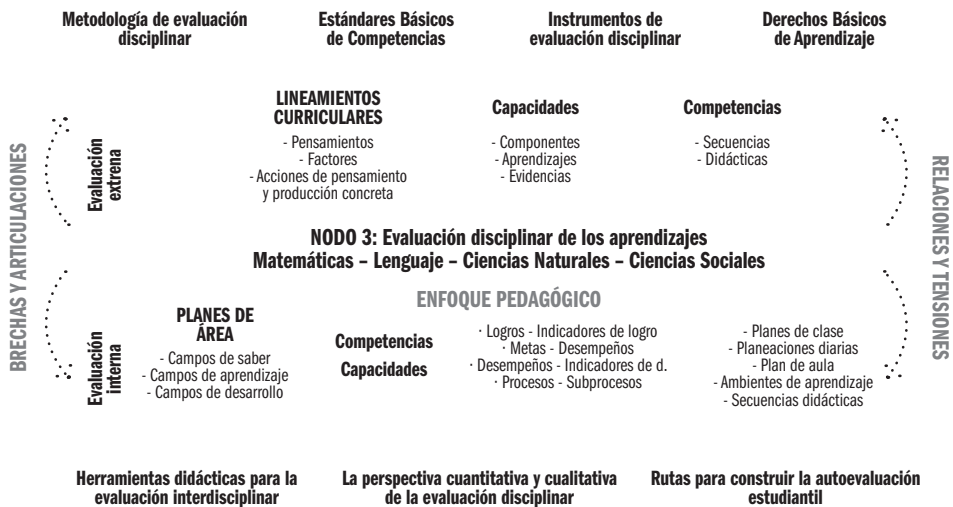 Metodología de evaluación
disciplinar
Estándares Básicos
de Competencias
Instrumentos de
evaluación disciplinar
Derechos Básicos
de Aprendizaje
BRECHAS Y ARTICULACIONES
Evaluación
extrena
LINEAMIENTOS
CURRICULARES
- Pensamientos
- Factores
- Acciones de pensamiento
y producción concreta
Capacidades
- Componentes
- Aprendizajes
- Evidencias
Competencias
- Secuencias
- Didácticas
RELACIONES Y TENSIONES
NODO 3: Evaluación disciplinar de los aprendizajes
Matemáticas – Lenguaje – Ciencias Naturales – Ciencias Sociales
ENFOQUE PEDAGÓGICO
Evaluación
interna
PLANES DE
ÁREA
- Campos de saber
- Campos de aprendizaje
- Campos de desarrollo
Competencias
Capacidades
· Logros - Indicadores de logro
· Metas - Desempeños
· Desempeños - Indicadores de d.
· Procesos - Subprocesos
- Planes de clase
- Planeaciones diarias
- Plan de aula
- Ambientes de aprendizaje
- Secuencias didácticas
Herramientas didácticas para la
evaluación interdisciplinar
La perspectiva cuantitativa y cualitativa
de la evaluación disciplinar
Rutas para construir la autoevaluación
estudiantil